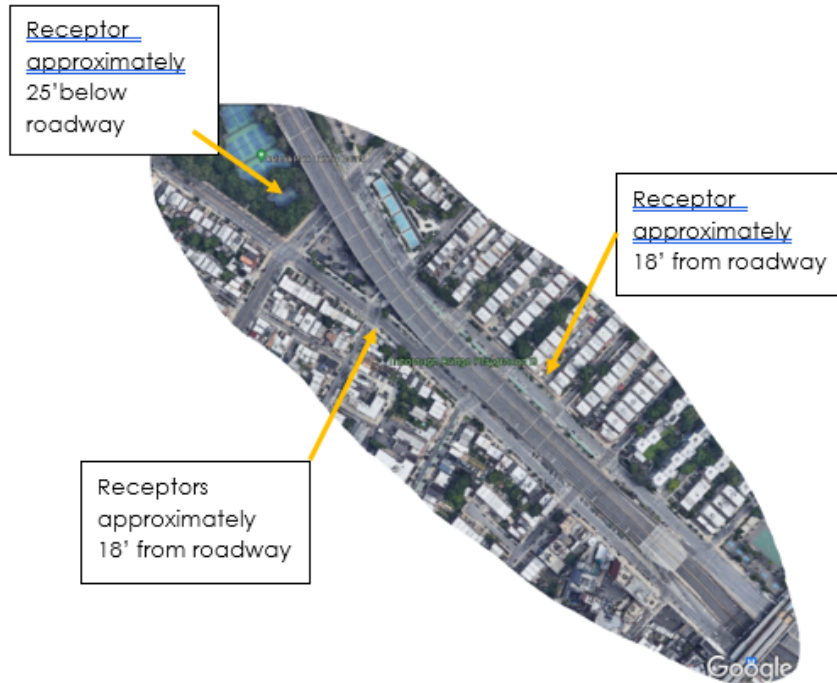 Receptor
approximately
25'below
roadway
Receptor
approximately
18' from roadway
Receptors
approximately
18' from roadway
Google